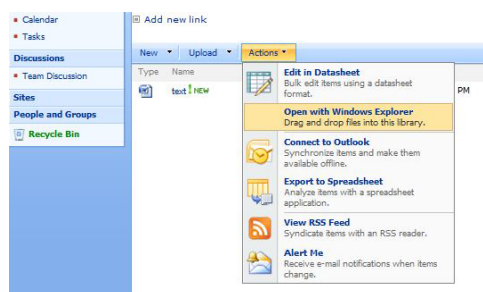 Calendar
Tasks
Discussions
Team Discussion
Sites
People and Groups
Recycle Bin
Add new link
New Upload Actions
Type Name
text ! NEW
PM
Edit in Datasheet
Bulk edit items using a datasheet
format.
Open with Windows Explorer
Drag and drop files into this library.
Connect to Outlook
Synchronize items and make them
available offline.
Export to Spreadsheet
Analyze items with a spreadsheet
application.
View RSS Feed
Syndicate items with an RSS reader.
Alert Me
Receive e-mail notifications when items
change.